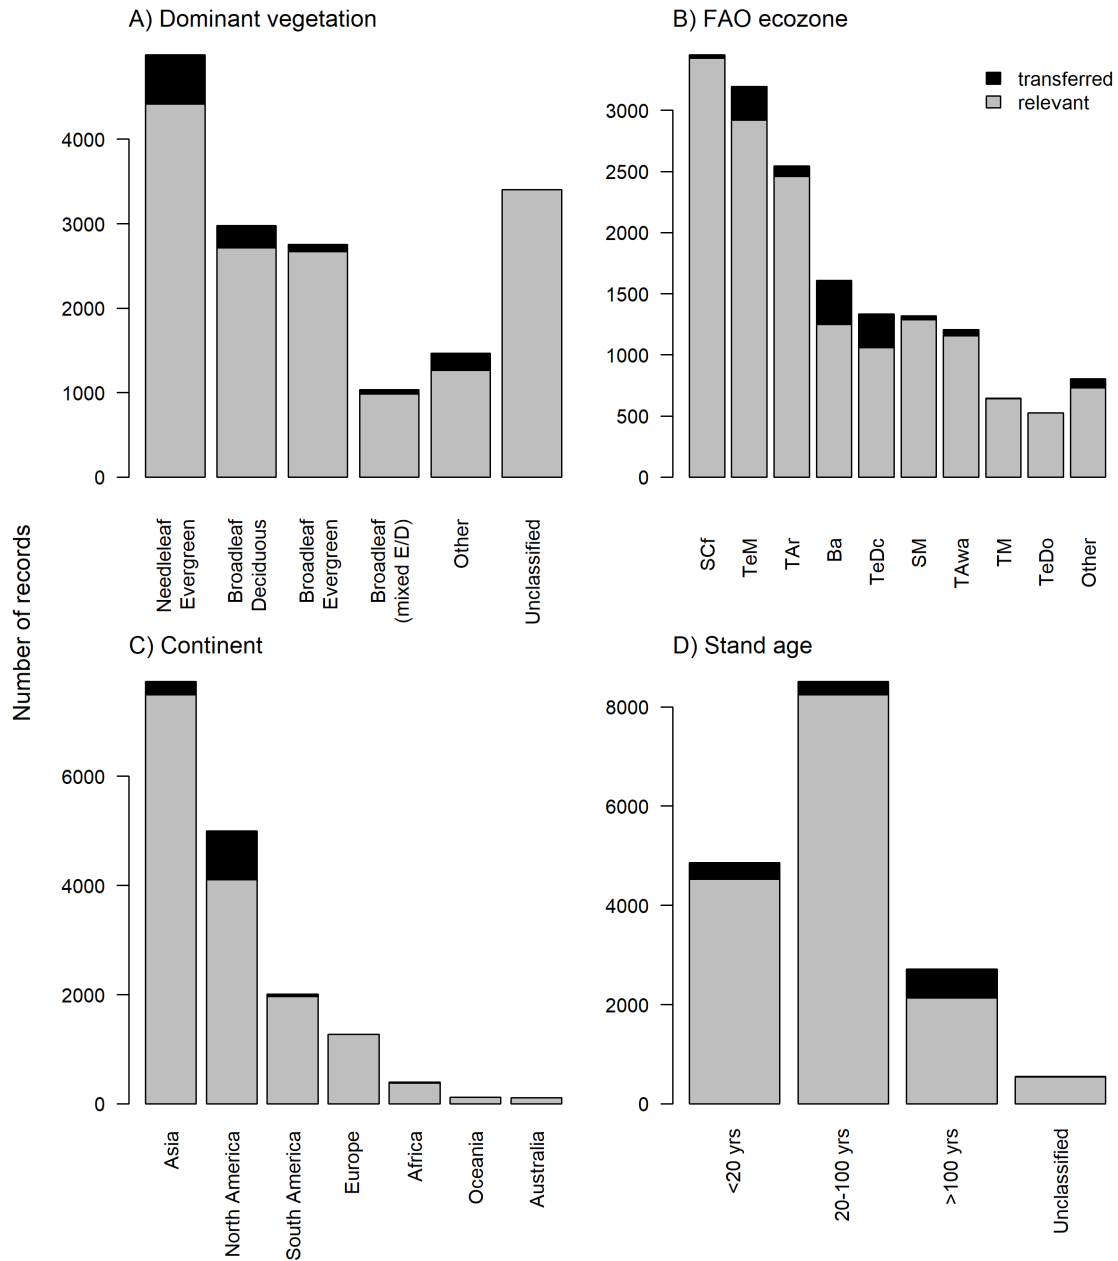 A) Dominant vegetation
4000
3000
2000
1000
0
Needleleaf
Evergreen
Broadleaf
Deciduous
Broadleaf
Evergreen
Broadleaf
(mixed E/D)
Other
Unclassified
B) FAO ecozone
transferred
relevant
3000
2500
2000
1500
1000
500
0
SCf
TeM
TAr
Ba
TeDc
SM
TAwa
TM
TeDo
Other
Number of records
C) Continent
6000
4000
2000
0
Asia
North America
South America
Europe
Africa
Oceania
Australia
D) Stand age
8000
6000
4000
2000
0
<20 yrs
20-100 yrs
>100 yrs
Unclassified